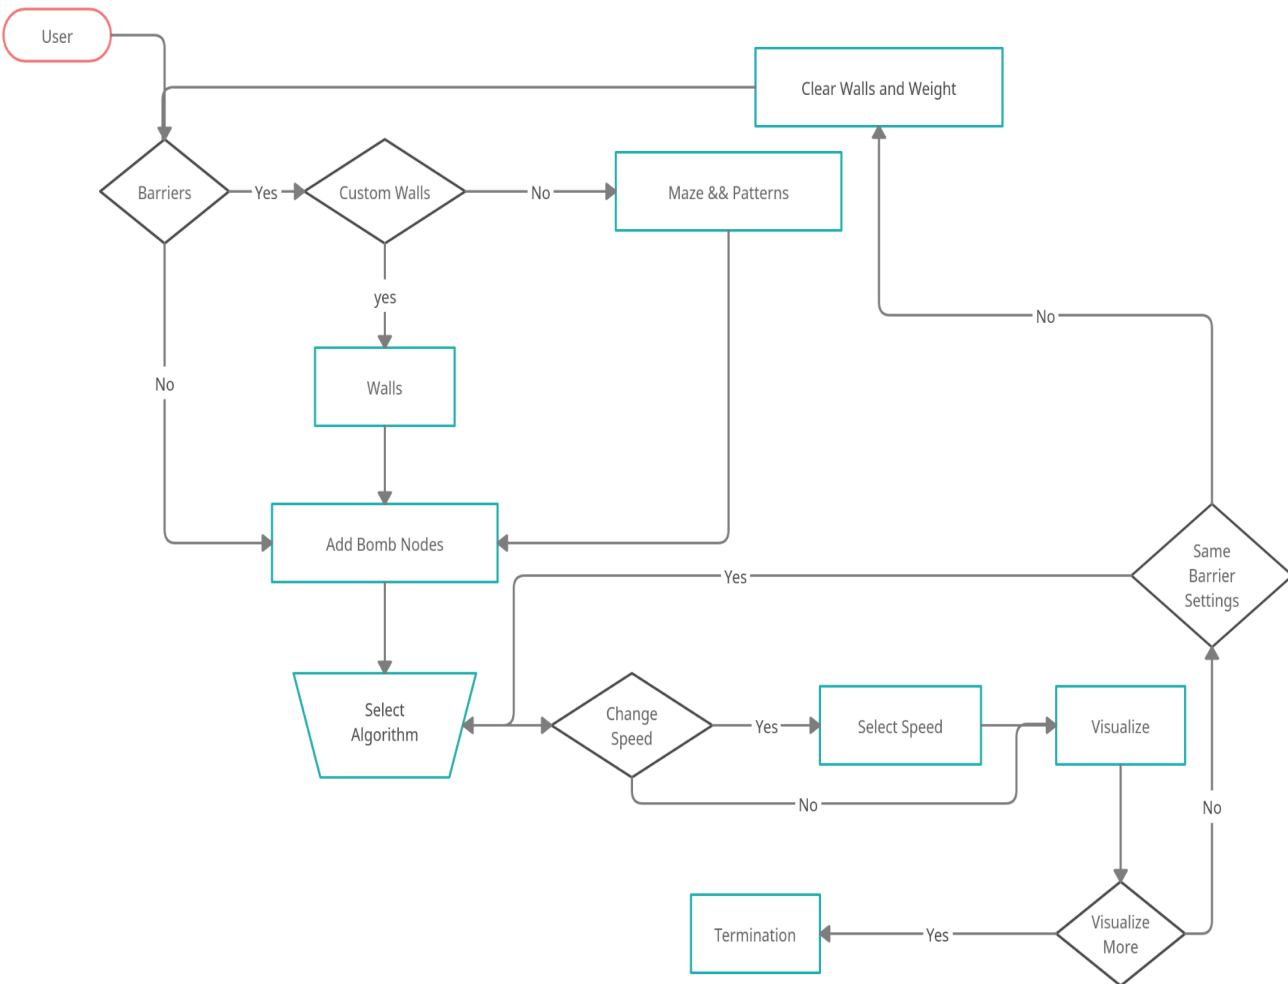 User
Clear Walls and Weight
Barriers
Yes
Custom Walls
No
Maze && Patterns
yes
No
No
Walls
Add Bomb Nodes
Same
Barrier
Settings
Yes
Select
Algorithm
Change
Speed
Yes
Select Speed
Visualize
No
No
Visualize
More
Yes
Termination